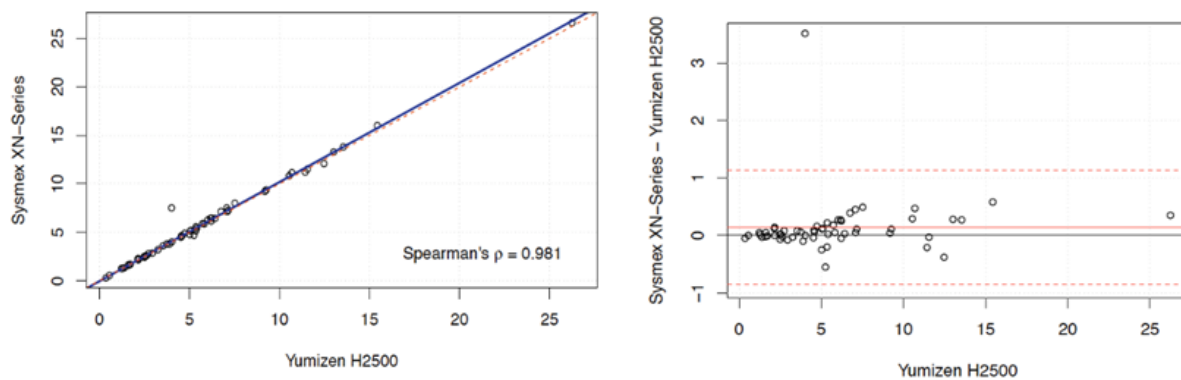 Sysmex XN−Series
25
20
15
10
5
0
Spearman's ρ = 0.981
0 5 10 15 20 25
Yumizen H2500
Sysmex XN−Series − Yumizen H2500
3
2
1
0
−1
0 5 10 15 20 25
Yumizen H2500